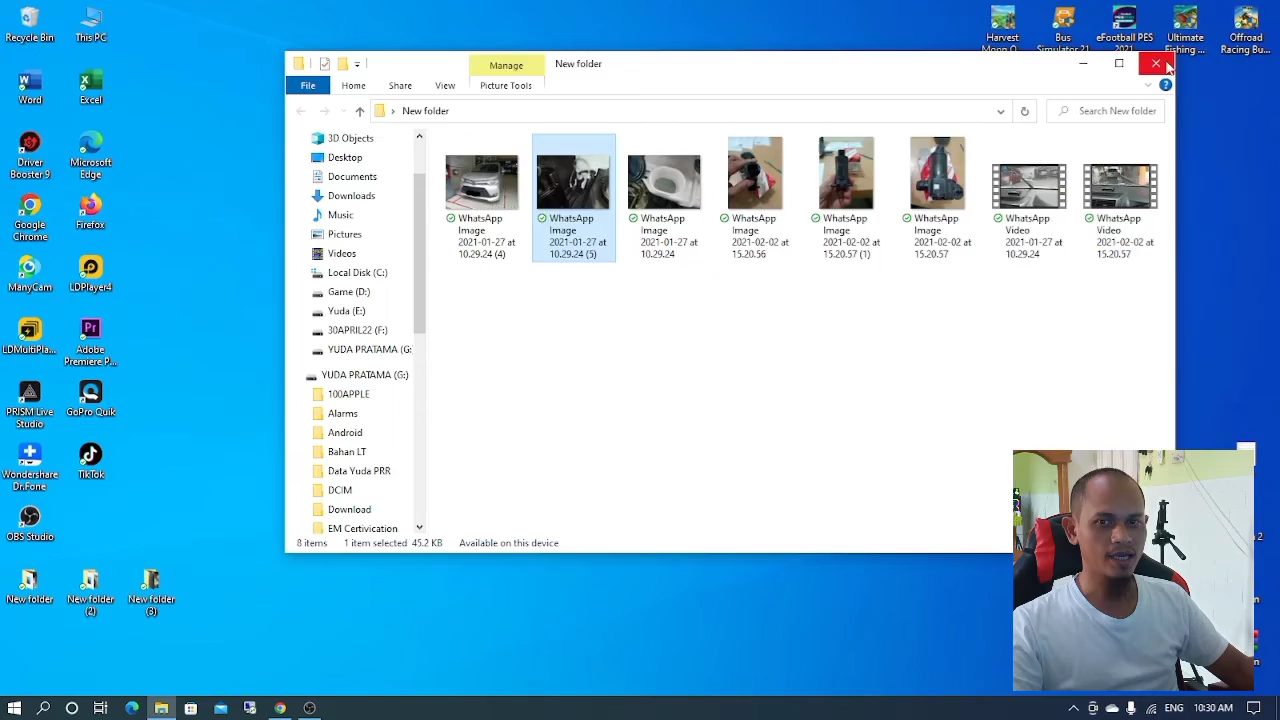 Recycle Bin
This PC
Harvest Moon O...
Bus Simulator 21
eFootball PES 2021
Ultimate Fishing ...
Offroad Racing Bu...
Word
Excel
Driver Booster 9
Microsoft Edge
Google Chrome
Firefox
ManyCam
LDPlayer4
LDMultiPla...
Adobe Premiere P...
PRISM Live Studio
GoPro Quik
Wondershare Dr.Fone
TikTok
OBS Studio
New folder
New folder (2)
New folder (3)
Manage
New folder
File
Home
Share
View
Picture Tools
New folder
Search New folder
3D Objects
Desktop
Documents
Downloads
Music
Pictures
Videos
Local Disk (C:)
Game (D:)
Yuda (E:)
30APRIL22 (F:)
YUDA PRATAMA (G:
YUDA PRATAMA (G:)
100APPLE
Alarms
Android
Bahan LT
Data Yuda PRR
DCIM
Download
EM Certivication
WhatsApp Image 2021-01-27 at 10.29.24 (4)
WhatsApp Image 2021-01-27 at 10.29.24 (5)
WhatsApp Image 2021-01-27 at 10.29.24
WhatsApp Image 2021-02-02 at 15.20.56
WhatsApp Image 2021-02-02 at 15.20.57 (1)
WhatsApp Image 2021-02-02 at 15.20.57
WhatsApp Video 2021-01-27 at 10.29.24
WhatsApp Video 2021-02-02 at 15.20.57
8 items
1 item selected 45.2 KB
Available on this device
ENG
10:30 AM